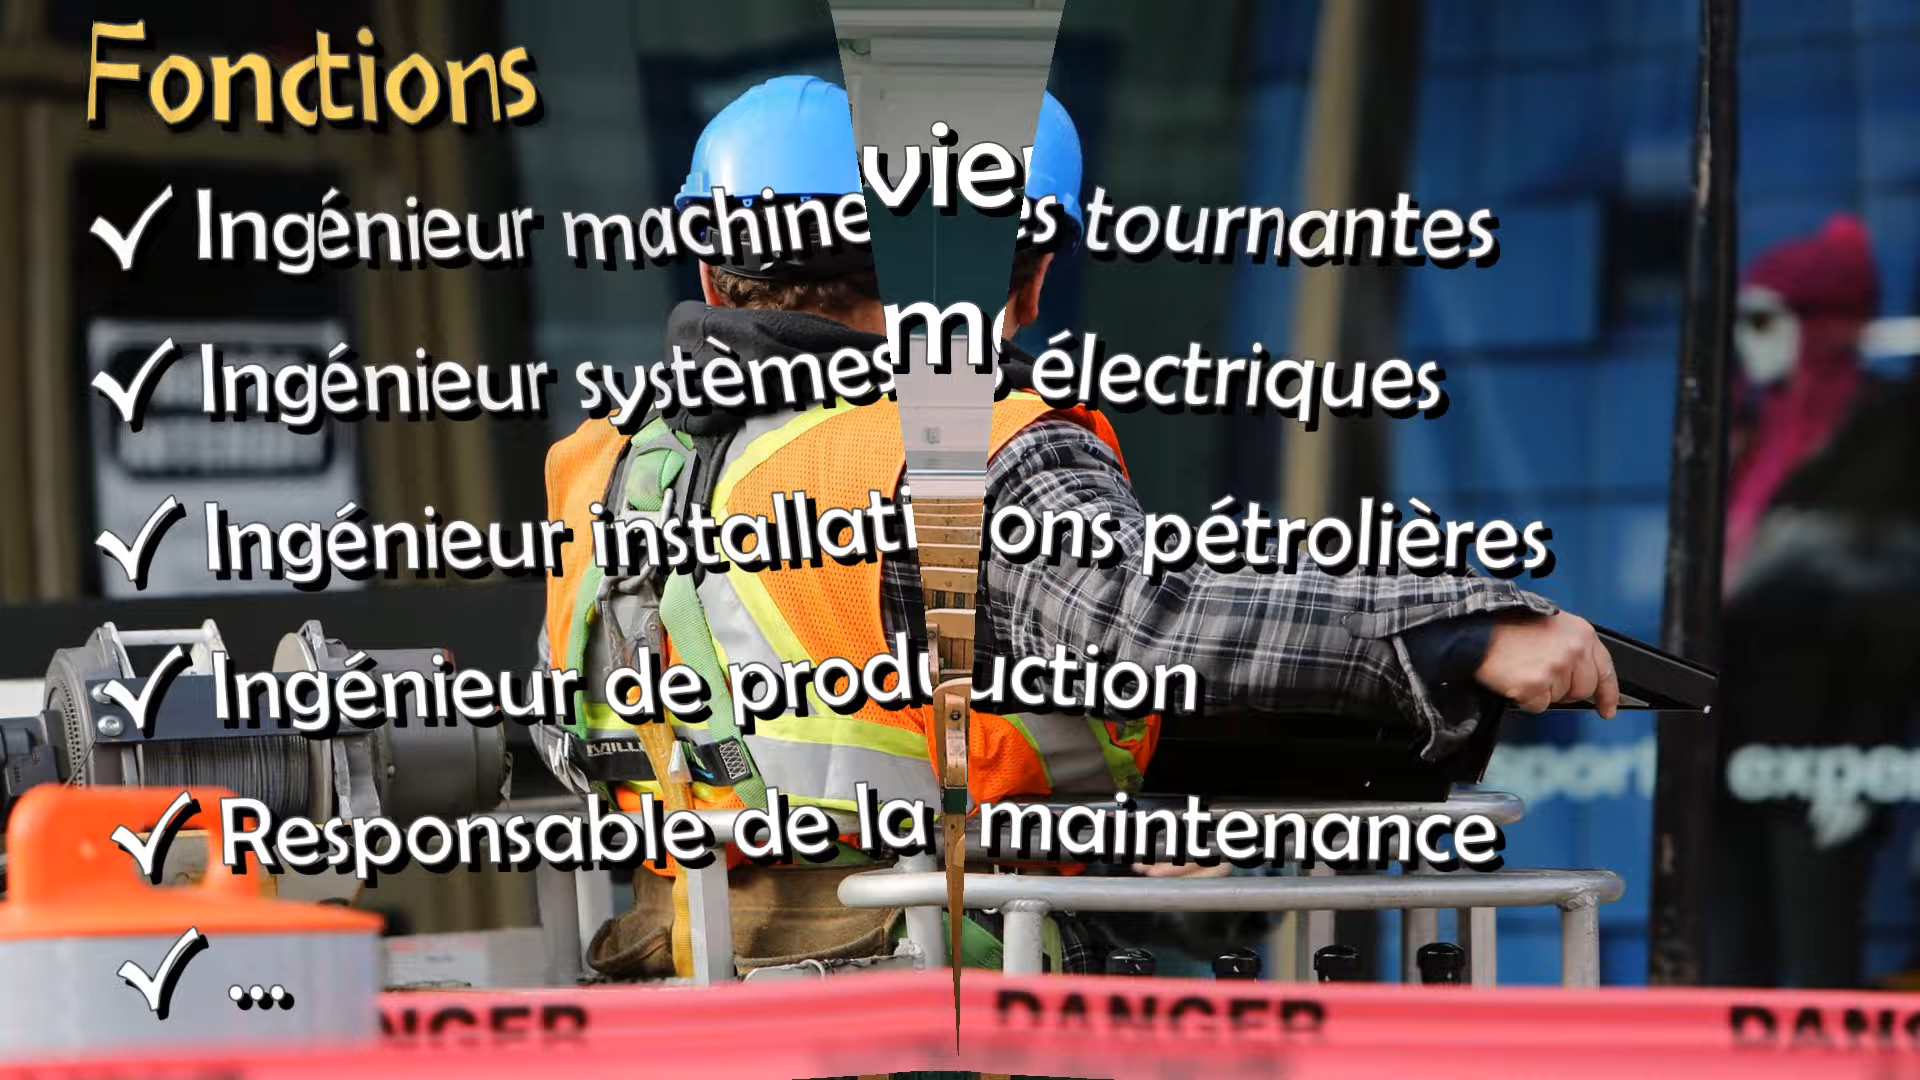 Fonctions
✓ Ingénieur machines tournantes
✓ Ingénieur systèmes électriques
✓ Ingénieur installations pétrolières
✓ Ingénieur de production
✓ Responsable de la maintenance
✓ ...
DANGER